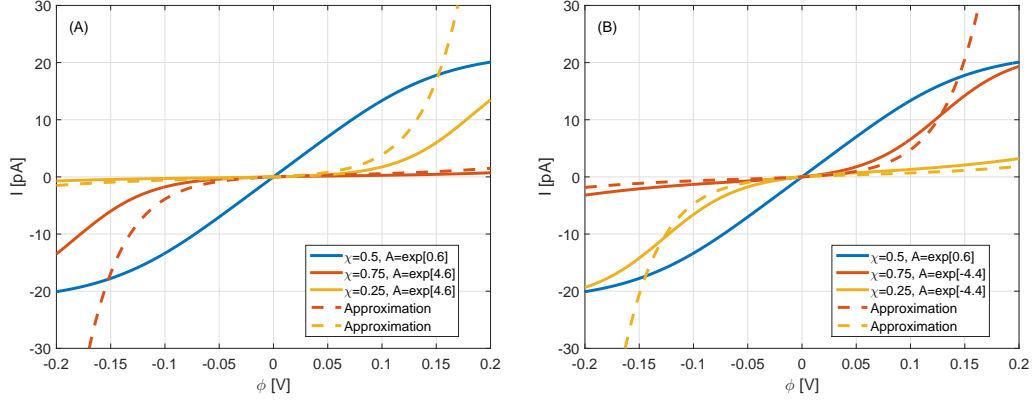 (A)
I [pA]
30
20
10
0
-10
-20
-30
-0.2 -0.15 -0.1 -0.05 0 0.05 0.1 0.15 0.2
ϕ [V]
χ=0.5, A=exp[0.6]
χ=0.75, A=exp[4.6]
χ=0.25, A=exp[4.6]
Approximation
Approximation
(B)
I [pA]
30
20
10
0
-10
-20
-30
-0.2 -0.15 -0.1 -0.05 0 0.05 0.1 0.15 0.2
ϕ [V]
χ=0.5, A=exp[0.6]
χ=0.75, A=exp[-4.4]
χ=0.25, A=exp[-4.4]
Approximation
Approximation